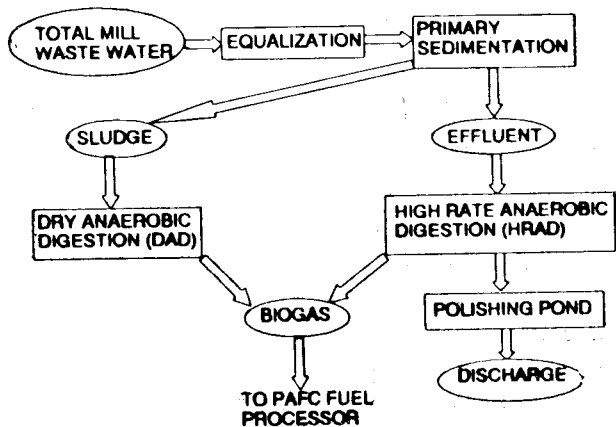 TOTAL MILL
WASTE WATER
EQUALIZATION
PRIMARY
SEDIMENTATION
SLUDGE
EFFLUENT
DRY ANAEROBIC
DIGESTION (DAD)
HIGH RATE ANAEROBIC
DIGESTION (HRAD)
BIOGAS
POLISHING POND
TO PAFC FUEL
PROCESSOR
DISCHARGE